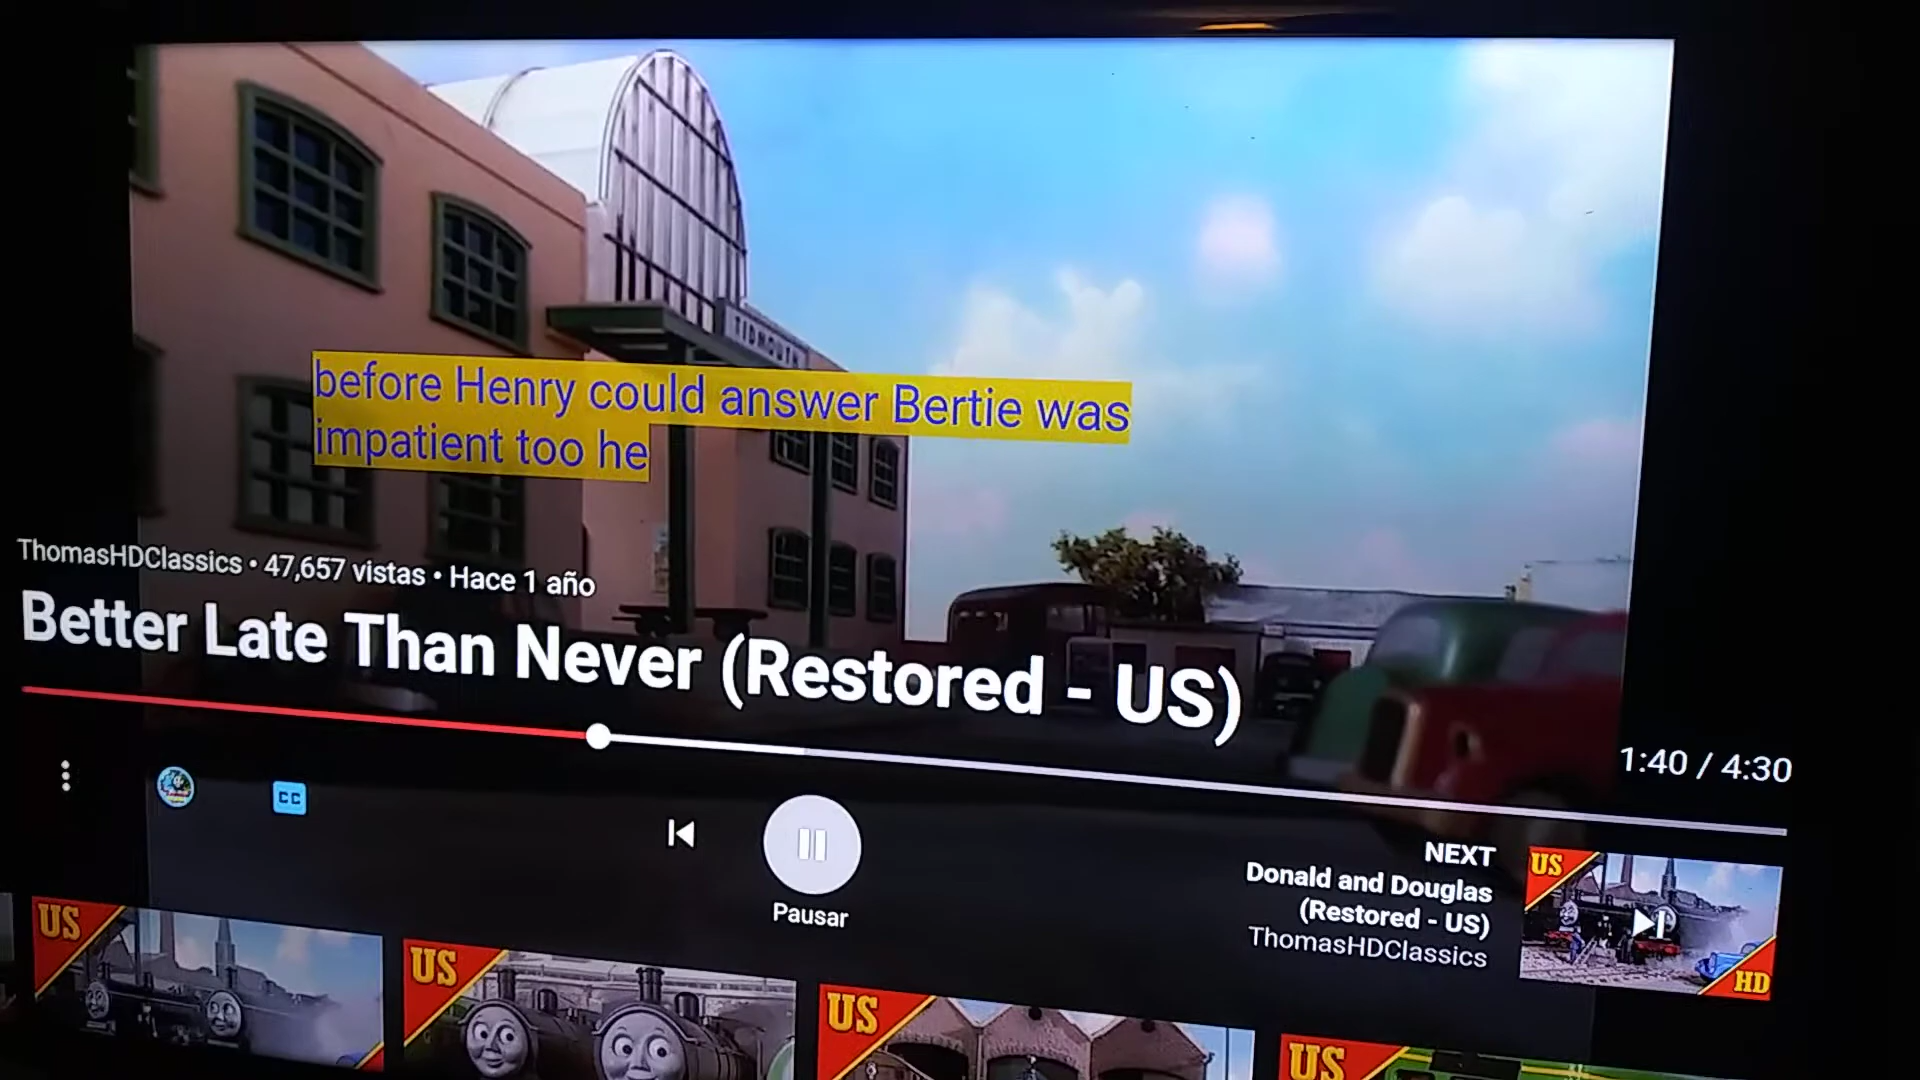 TIDMOUTH
before Henry could answer Bertie was
impatient too he
ThomasHDClassics • 47,657 vistas • Hace 1 año
Better Late Than Never (Restored - US)
1:40 / 4:30
CC
Pausar
NEXT
Donald and Douglas
(Restored - US)
ThomasHDClassics
US
HD
US
US
US
US